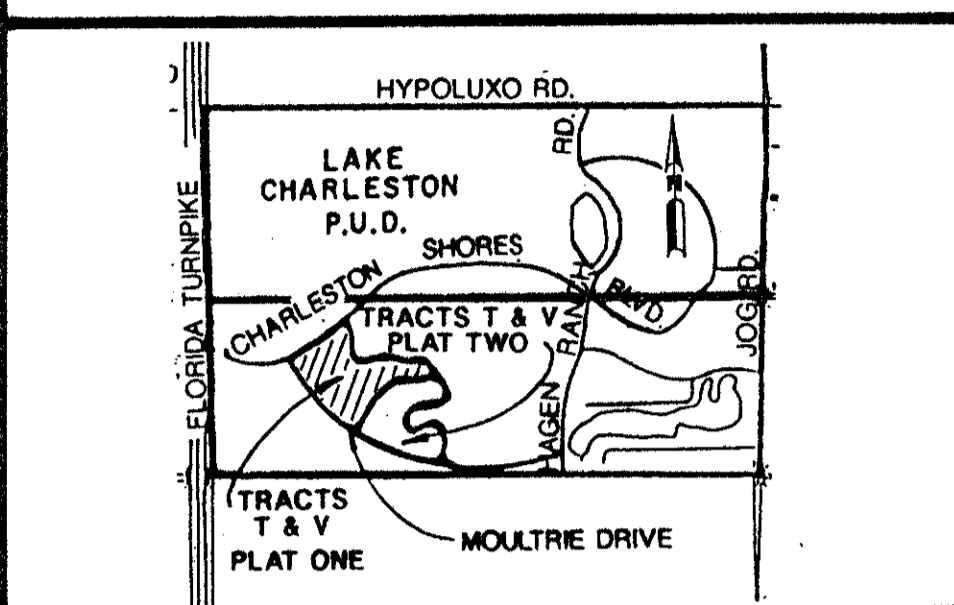 HYPOLUXO RD.
LAKE
CHARLESTON
P.U.D.
RD.
N
FLORIDA TURNPIKE
CHARLESTON SHORES BLVD.
HAGEN RANCH
JOG RD.
TRACTS T & V
PLAT TWO
TRACTS
T & V
PLAT ONE
MOULTRIE DRIVE